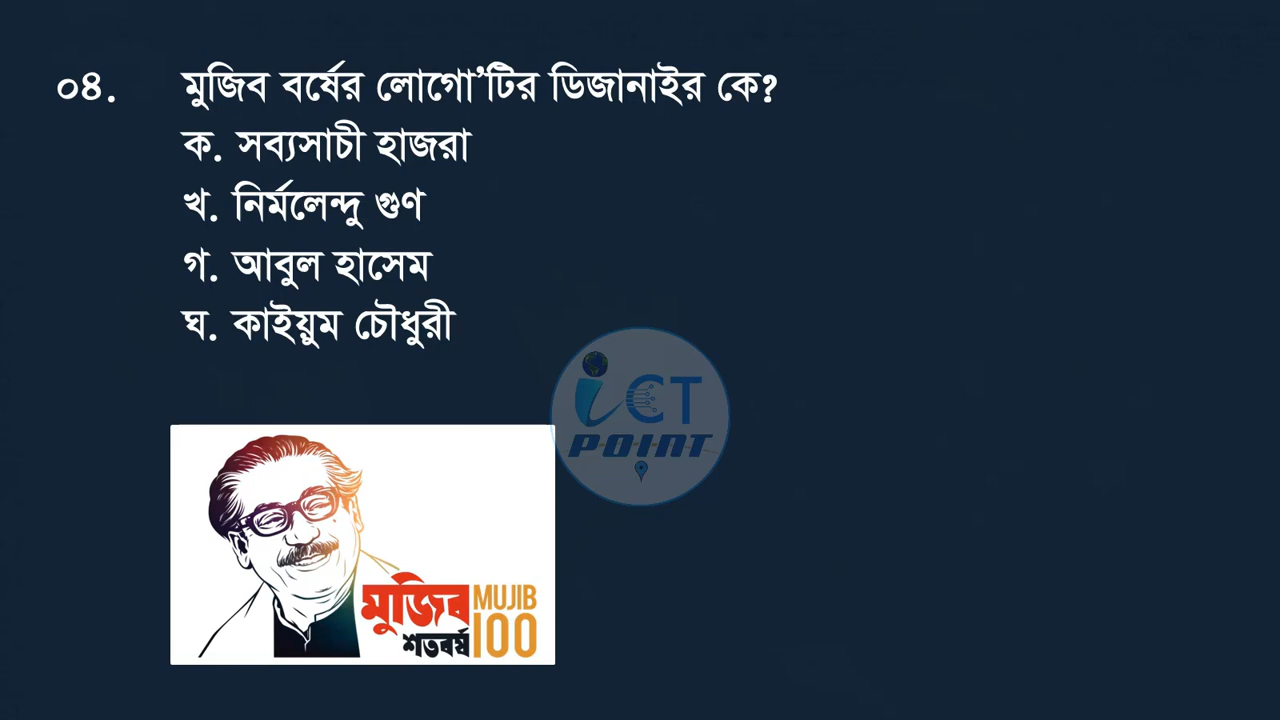 ০৪. মুজিব বর্ষের লোগো’টির ডিজানাইর কে?
ক. সব্যসাচী হাজরা
খ. নির্মলেন্দু গুণ
গ. আবুল হাসেম
ঘ. কাইয়ুম চৌধুরী
iCT
POINT
মুজিব
শতবর্ষ
MUJIB
100